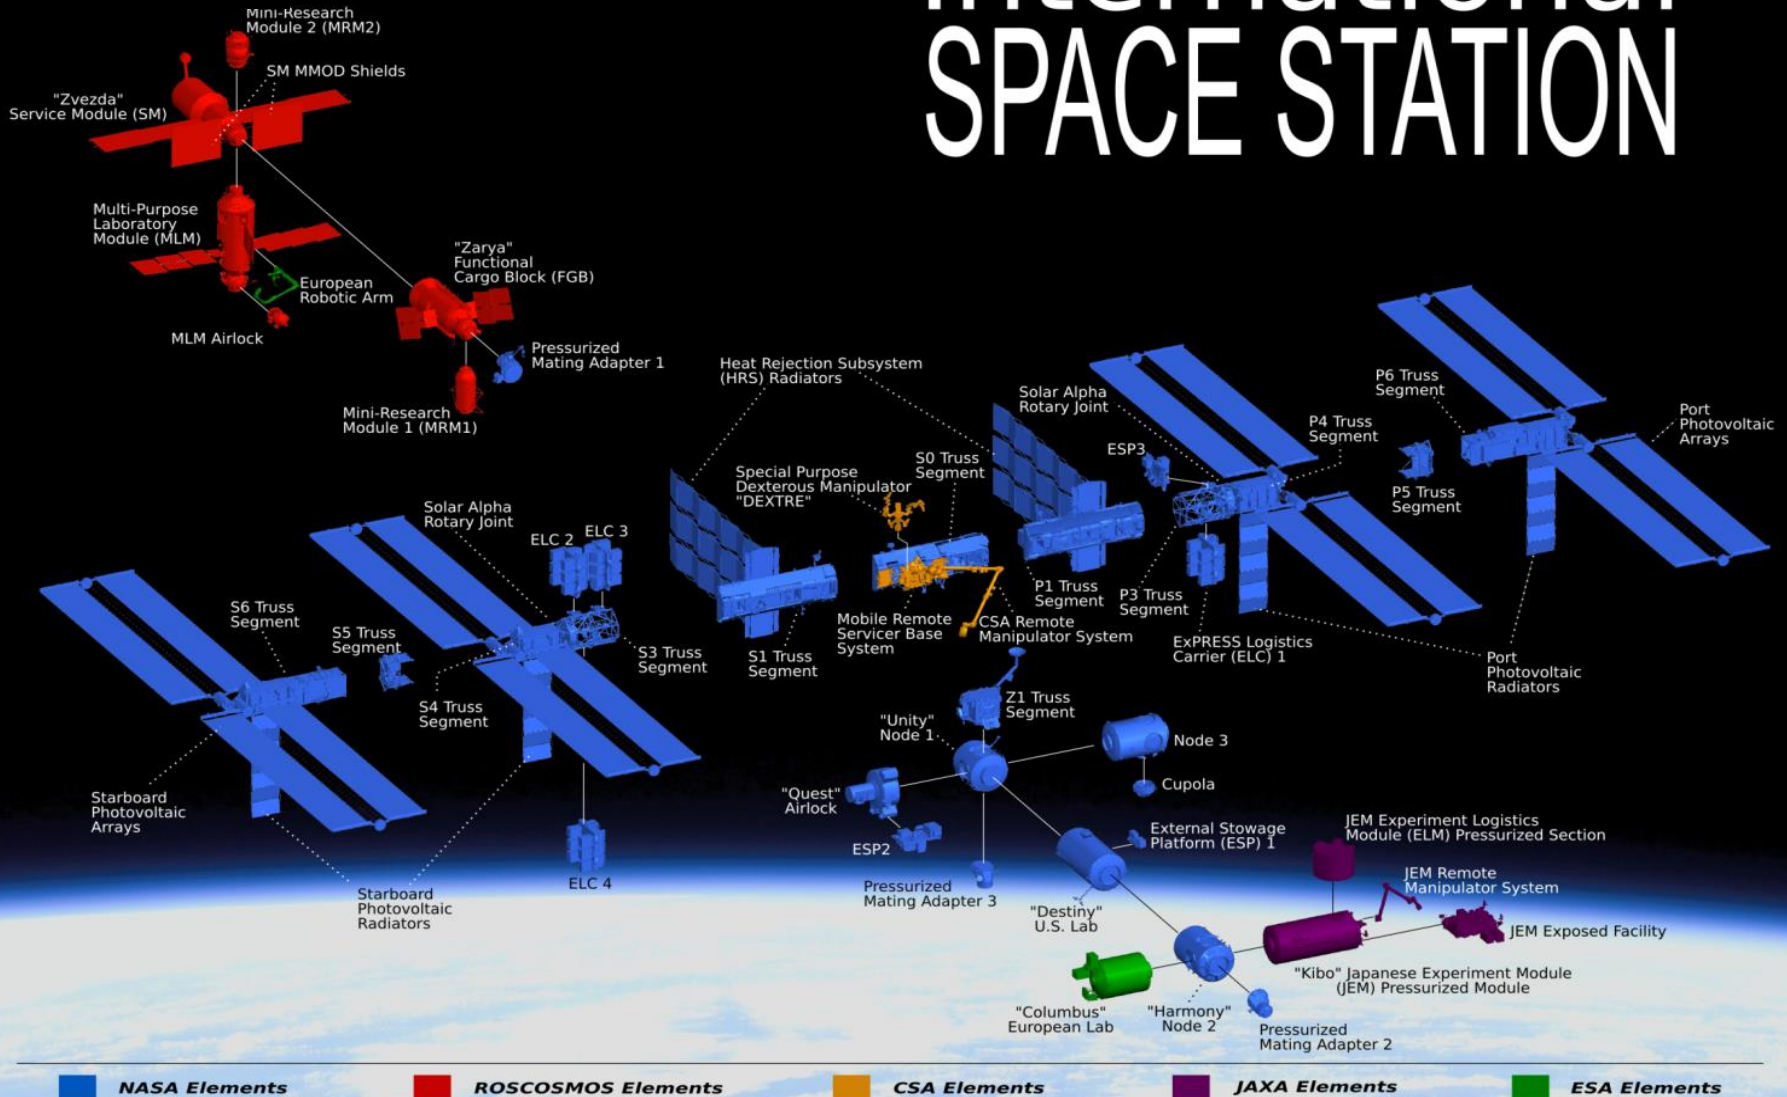 International
SPACE STATION
Mini-Research
Module 2 (MRM2)
SM MMOD Shields
"Zvezda"
Service Module (SM)
Multi-Purpose
Laboratory
Module (MLM)
European
Robotic Arm
MLM Airlock
"Zarya"
Functional
Cargo Block (FGB)
Pressurized
Mating Adapter 1
Mini-Research
Module 1 (MRM1)
Heat Rejection Subsystem
(HRS) Radiators
Solar Alpha
Rotary Joint
P6 Truss
Segment
Port
Photovoltaic
Arrays
P4 Truss
Segment
ESP3
S0 Truss
Segment
Special Purpose
Dexterous Manipulator
"DEXTRE"
P5 Truss
Segment
Solar Alpha
Rotary Joint
ELC 2
ELC 3
P1 Truss
Segment
P3 Truss
Segment
S6 Truss
Segment
S5 Truss
Segment
Mobile Remote
Servicer Base
System
CSA Remote
Manipulator System
ExPRESS Logistics
Carrier (ELC) 1
S3 Truss
Segment
S1 Truss
Segment
Port
Photovoltaic
Radiators
S4 Truss
Segment
Z1 Truss
Segment
"Unity"
Node 1
Node 3
"Quest"
Airlock
Cupola
Starboard
Photovoltaic
Arrays
JEM Experiment Logistics
Module (ELM) Pressurized Section
External Stowage
Platform (ESP) 1
ESP2
ELC 4
Pressurized
Mating Adapter 3
JEM Remote
Manipulator System
Starboard
Photovoltaic
Radiators
"Destiny"
U.S. Lab
JEM Exposed Facility
"Kibo" Japanese Experiment Module
(JEM) Pressurized Module
"Columbus"
European Lab
"Harmony"
Node 2
Pressurized
Mating Adapter 2
NASA Elements
ROSCOSMOS Elements
CSA Elements
JAXA Elements
ESA Elements